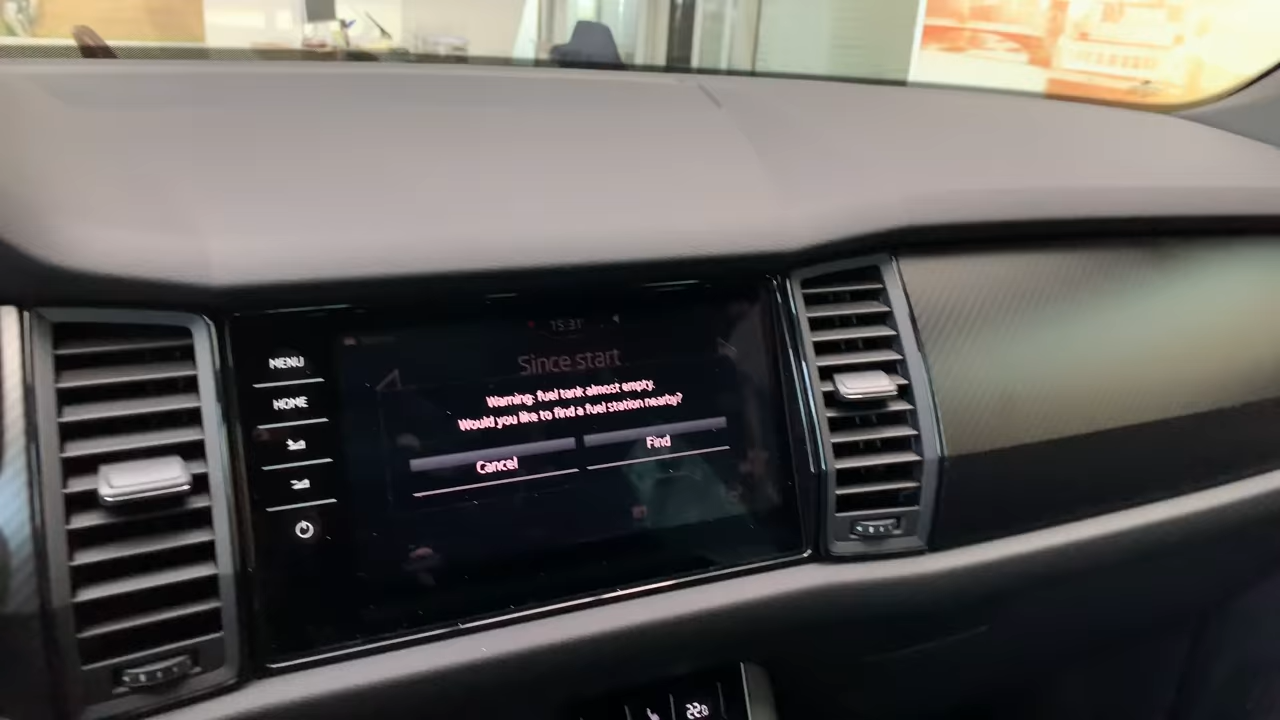 15:31
Since start
MENU
Warning: fuel tank almost empty.
HOME
Would you like to find a fuel station nearby?
Cancel
Find
22.0